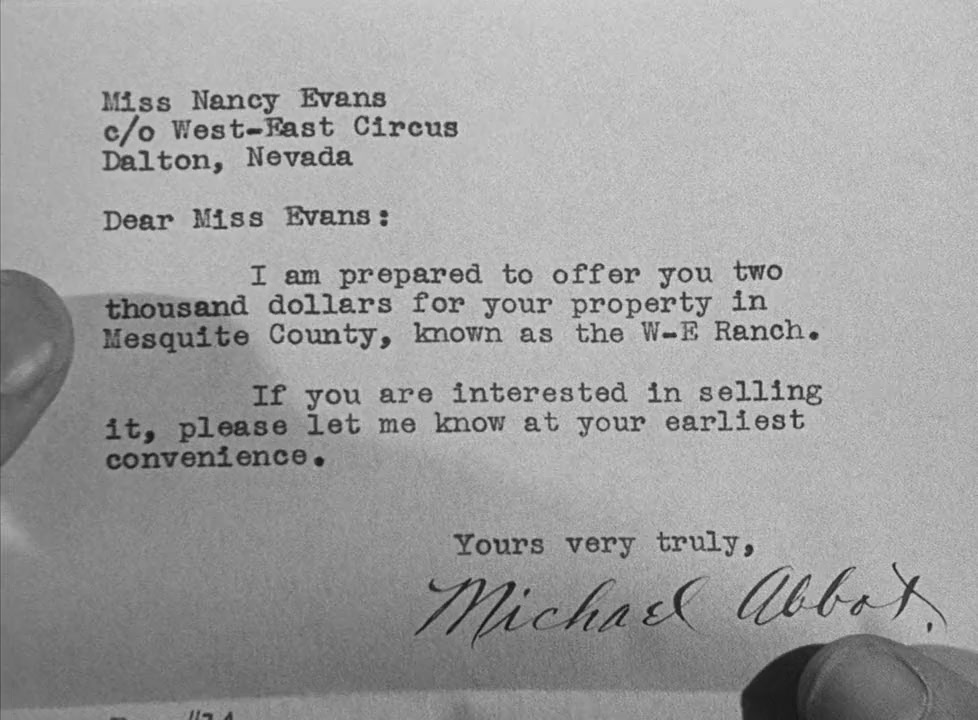 Miss Nancy Evans
c/o West-East Circus
Dalton, Nevada
Dear Miss Evans:
I am prepared to offer you two
thousand dollars for your property in
Mesquite County, known as the W-E Ranch.
If you are interested in selling
it, please let me know at your earliest
convenience.
Yours very truly,
Michael Abbot.